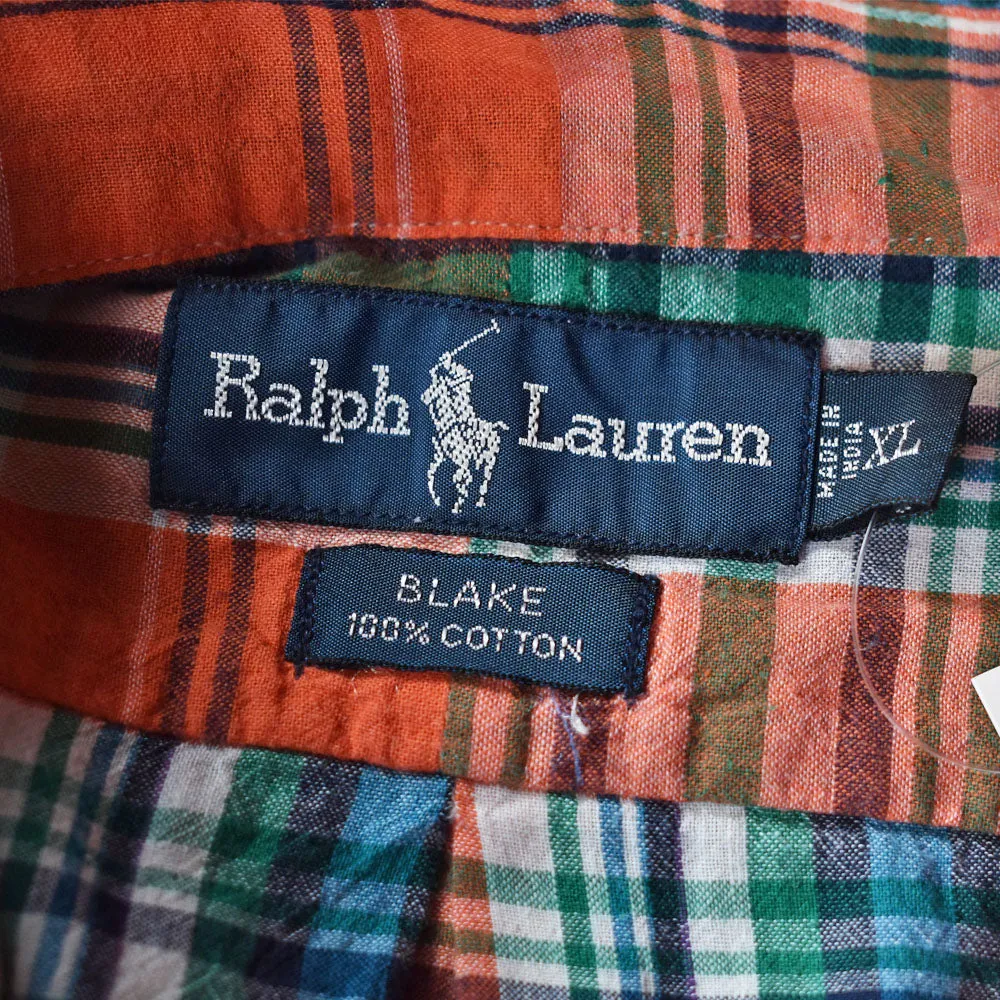 Ralph Lauren
MADE IN
INDIA
XL
BLAKE
100% COTTON